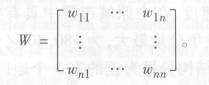 W = [ w₁₁ ⋯ w₁ₙ
⋮ ⋮
wₙ₁ ⋯ wₙₙ ]。